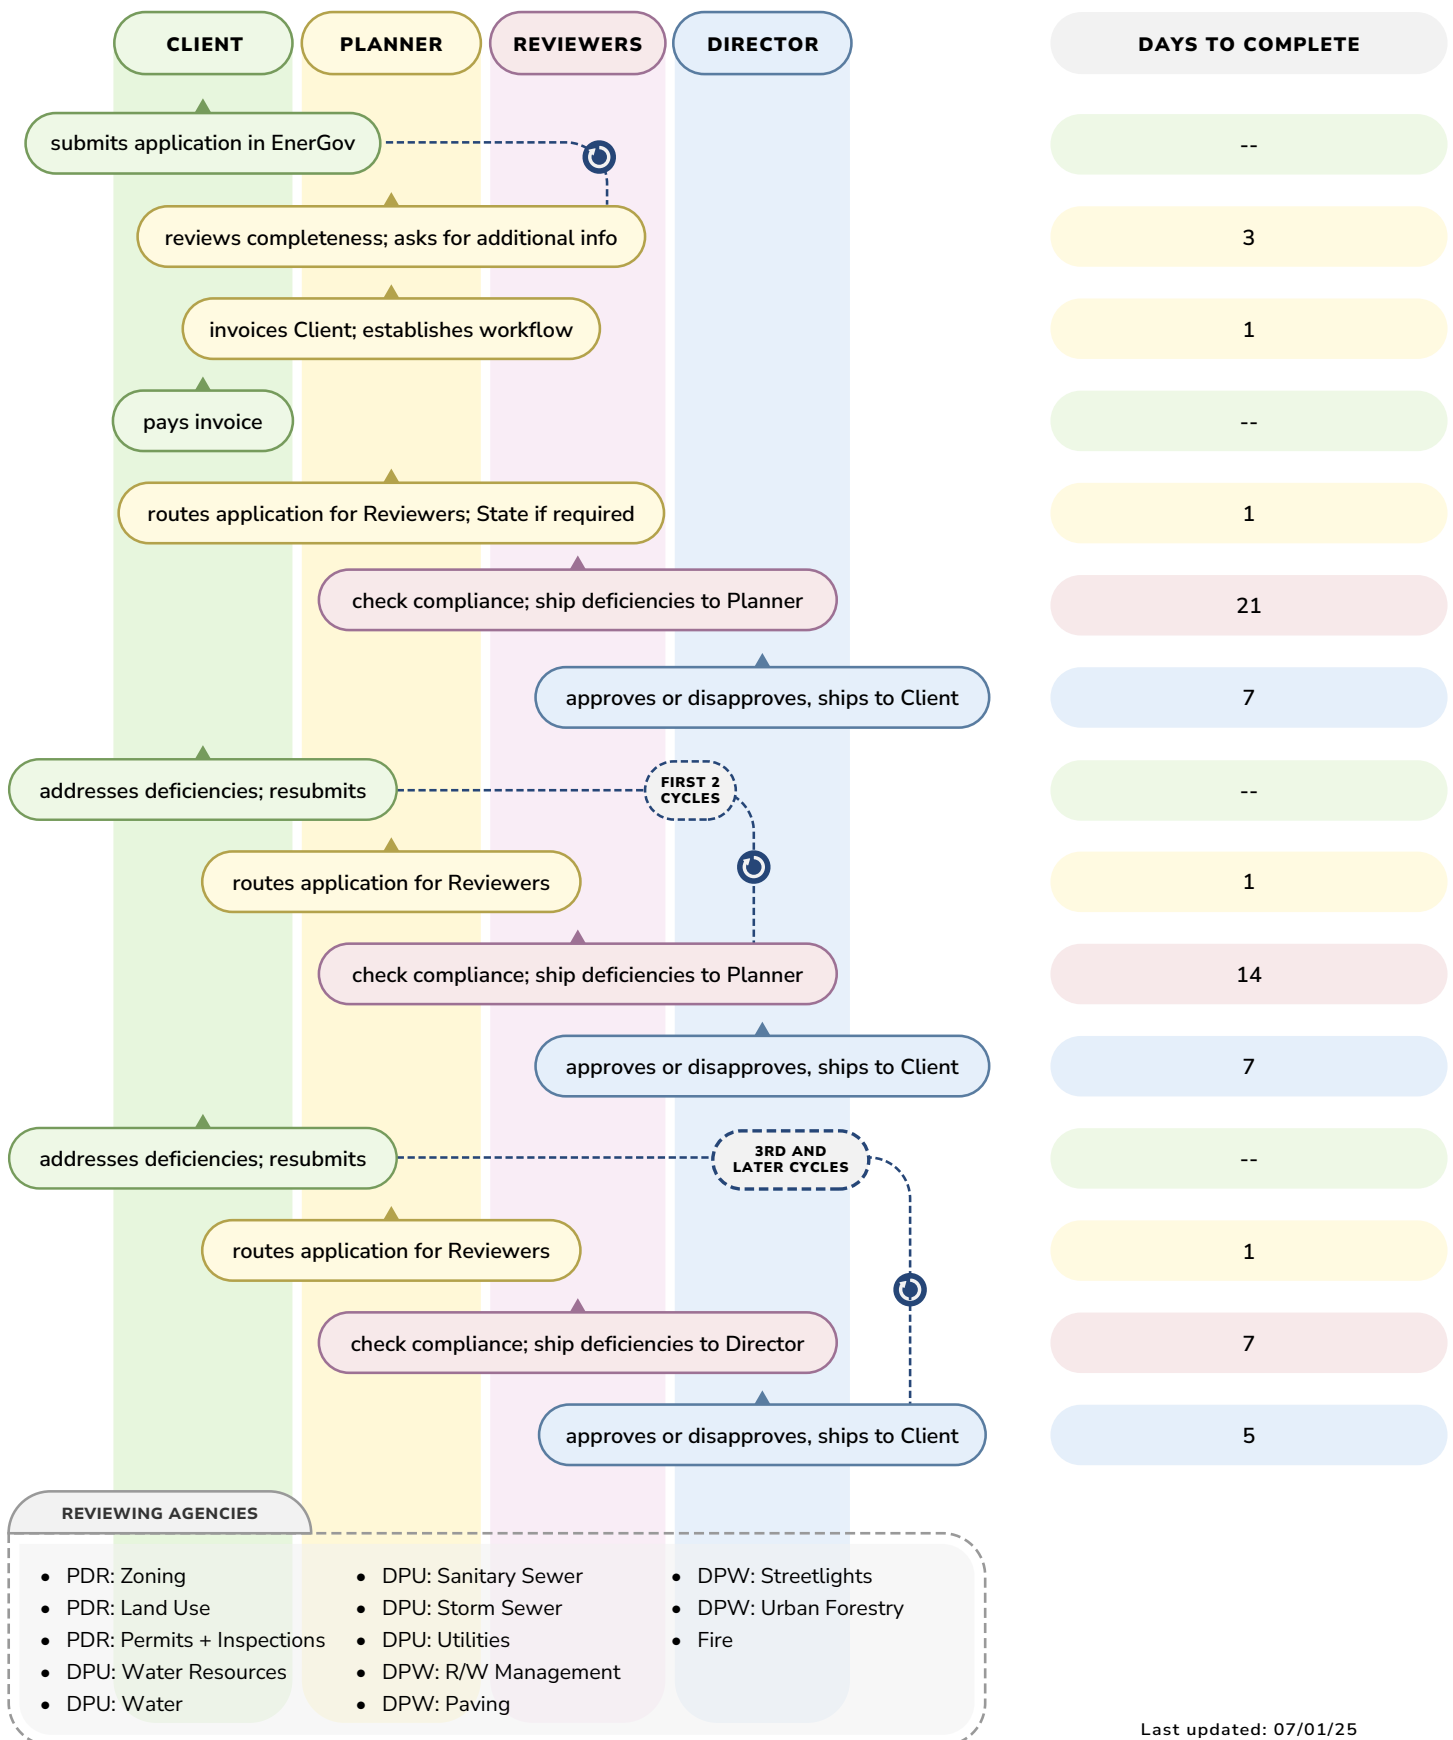 CLIENT PLANNER REVIEWERS DIRECTOR DAYS TO COMPLETE
submits application in EnerGov --
reviews completeness; asks for additional info 3
invoices Client; establishes workflow 1
pays invoice --
routes application for Reviewers; State if required 1
check compliance; ship deficiencies to Planner 21
approves or disapproves, ships to Client 7
addresses deficiencies; resubmits FIRST 2 --
CYCLES
routes application for Reviewers 1
check compliance; ship deficiencies to Planner 14
approves or disapproves, ships to Client 7
addresses deficiencies; resubmits 3RD AND --
LATER CYCLES
routes application for Reviewers 1
check compliance; ship deficiencies to Director 7
approves or disapproves, ships to Client 5
REVIEWING AGENCIES
• PDR: Zoning
• PDR: Land Use
• PDR: Permits + Inspections
• DPU: Water Resources
• DPU: Water
• DPU: Sanitary Sewer
• DPU: Storm Sewer
• DPU: Utilities
• DPW: R/W Management
• DPW: Paving
• DPW: Streetlights
• DPW: Urban Forestry
• Fire
Last updated: 07/01/25